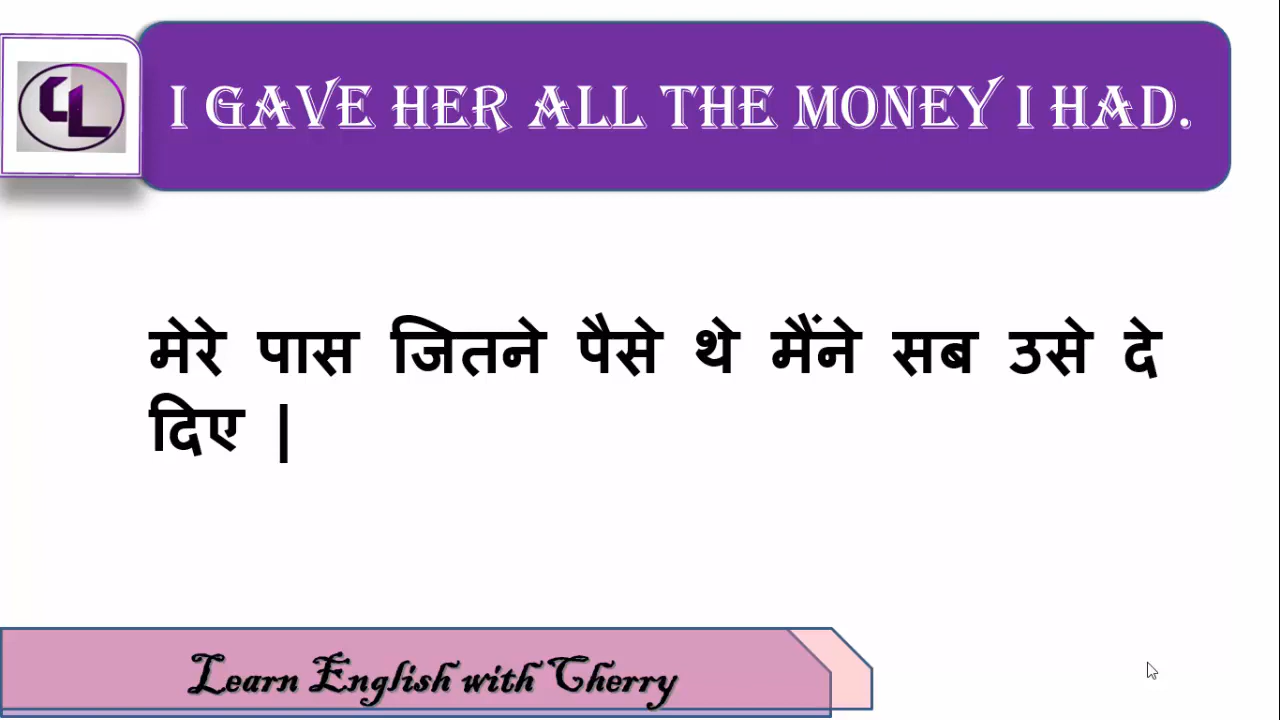 CL
I GAVE HER ALL THE MONEY I HAD.
मेरे पास जितने पैसे थे मैंने सब उसे दे
दिए |
Learn English with Cherry